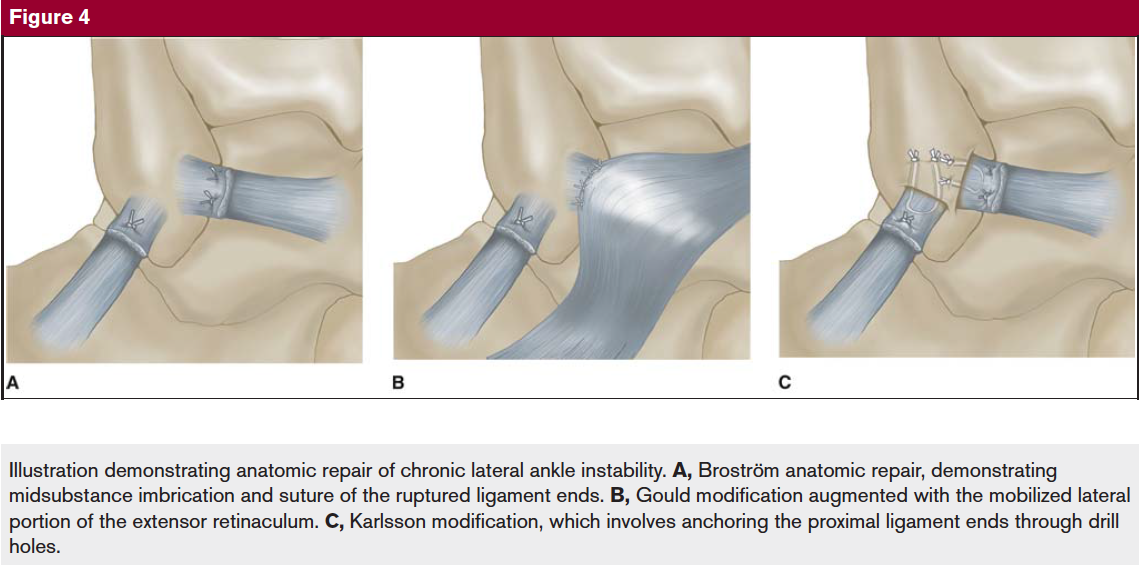 Figure 4
A
B
C
Illustration demonstrating anatomic repair of chronic lateral ankle instability. A, Broström anatomic repair, demonstrating
midsubstance imbrication and suture of the ruptured ligament ends. B, Gould modification augmented with the mobilized lateral
portion of the extensor retinaculum. C, Karlsson modification, which involves anchoring the proximal ligament ends through drill
holes.